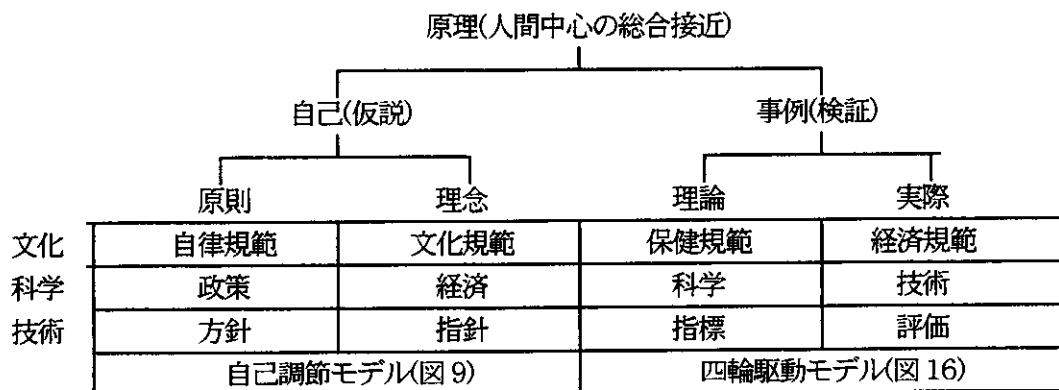 原理(人間中心の総合接近)
自己(仮説) 事例(検証)
原則 理念 理論 実際
文化 自律規範 文化規範 保健規範 経済規範
科学 政策 経済 科学 技術
技術 方針 指針 指標 評価
自己調節モデル(図9) 四輪駆動モデル(図16)